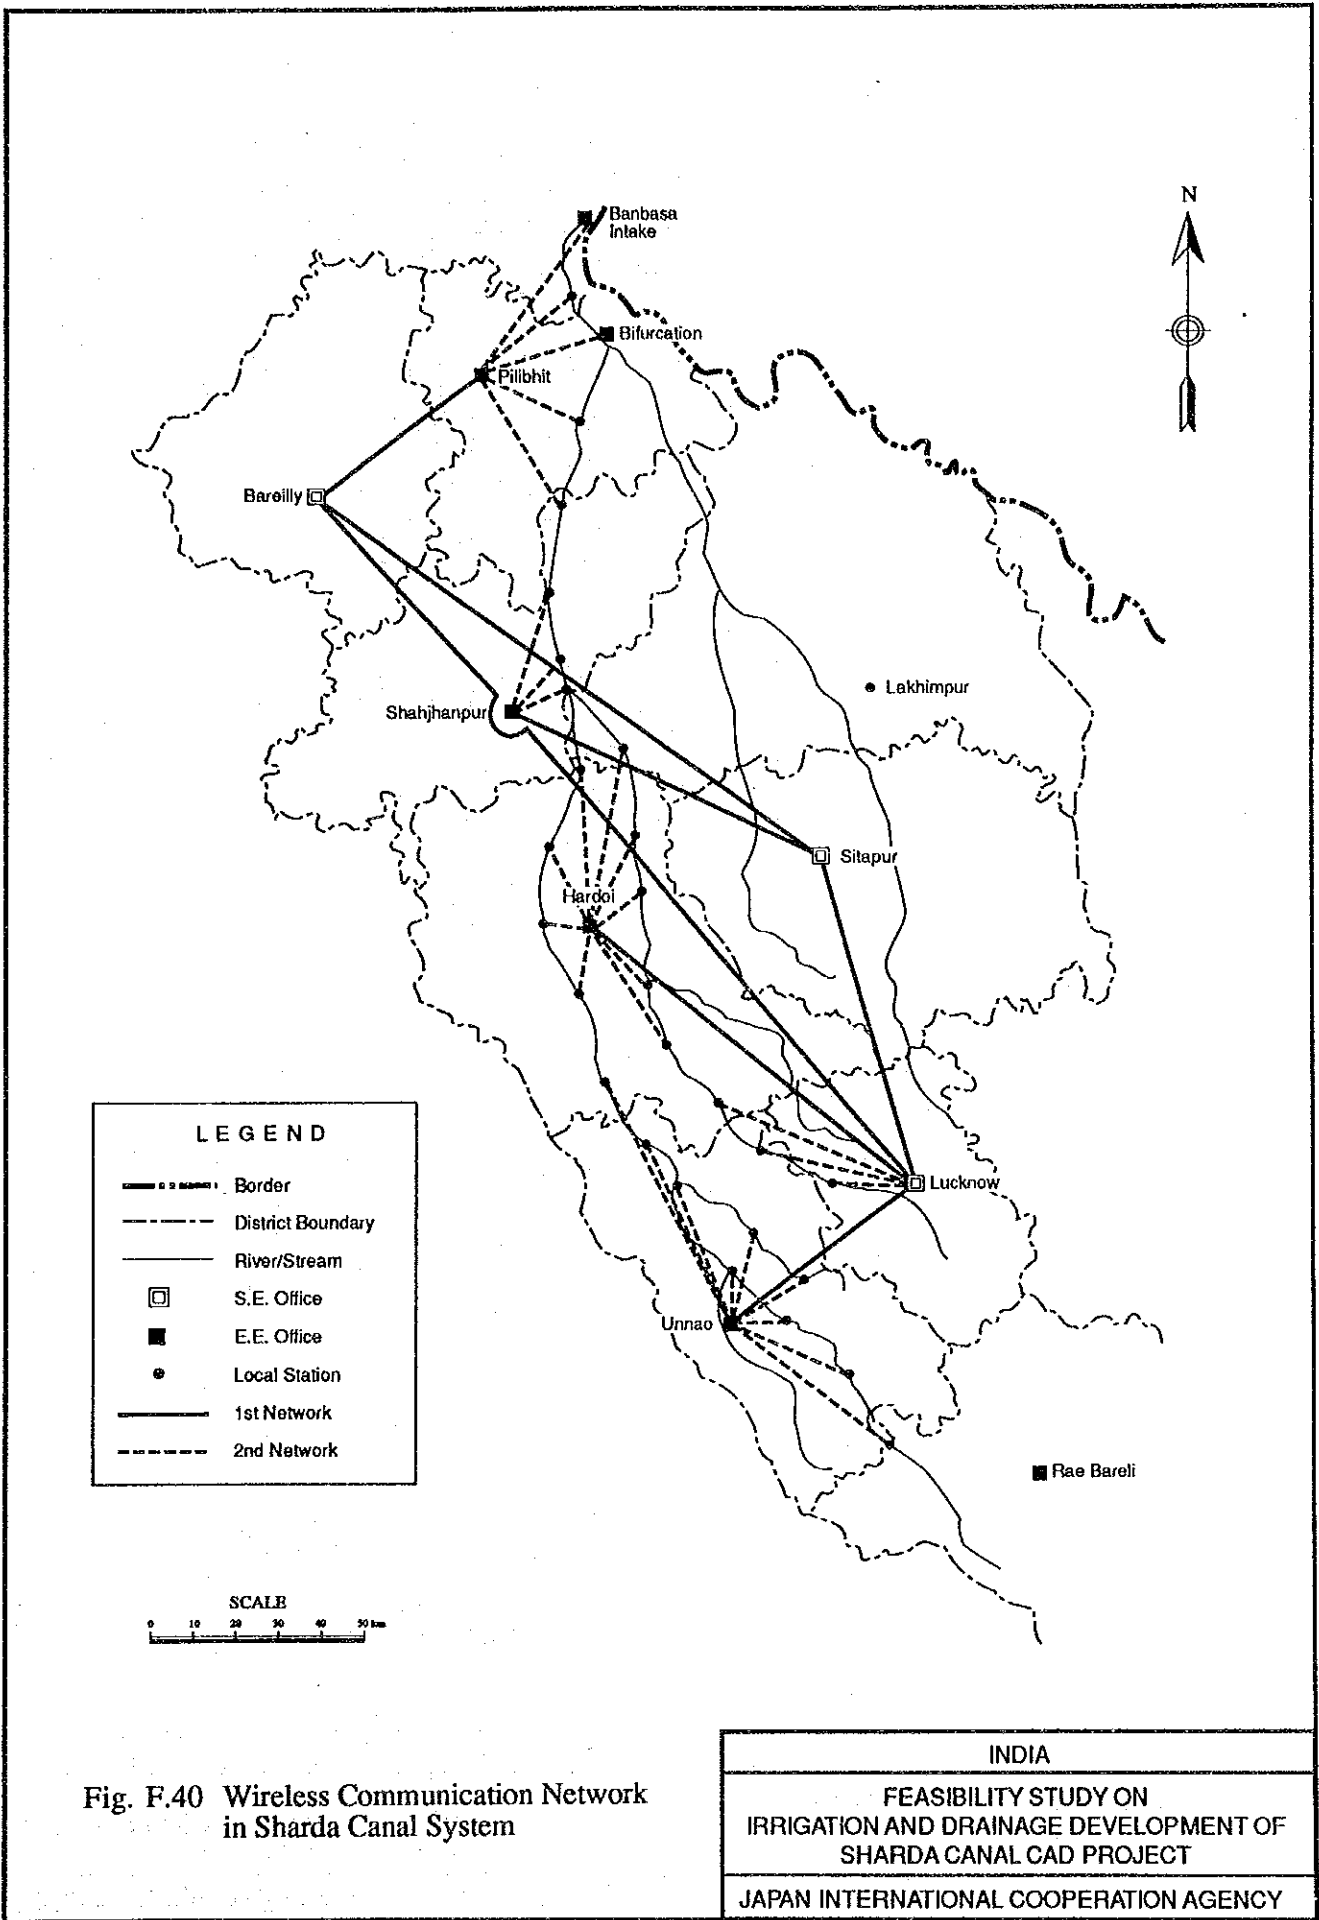 Banbasa
Intake
N
Bifurcation
Pilibhit
Bareilly
Lakhimpur
Shahjhanpur
Sitapur
Hardoi
LEGEND
Border
District Boundary
River/Stream
S.E. Office
E.E. Office
Local Station
1st Network
2nd Network
Lucknow
Unnao
Rae Bareli
SCALE
0 10 20 30 40 50 km
Fig. F.40 Wireless Communication Network
in Sharda Canal System
INDIA
FEASIBILITY STUDY ON
IRRIGATION AND DRAINAGE DEVELOPMENT OF
SHARDA CANAL CAD PROJECT
JAPAN INTERNATIONAL COOPERATION AGENCY